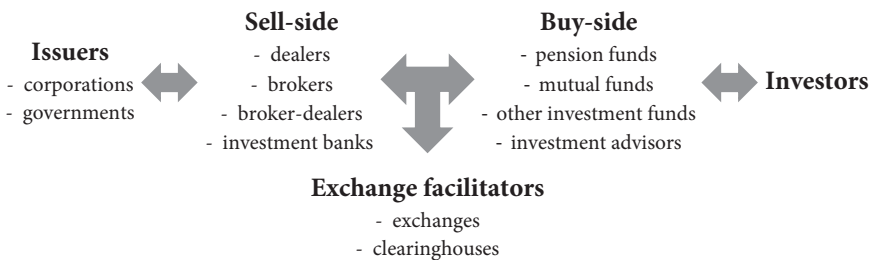 Issuers
- corporations
- governments
Sell-side
- dealers
- brokers
- broker-dealers
- investment banks
Buy-side
- pension funds
- mutual funds
- other investment funds
- investment advisors
Investors
Exchange facilitators
- exchanges
- clearinghouses